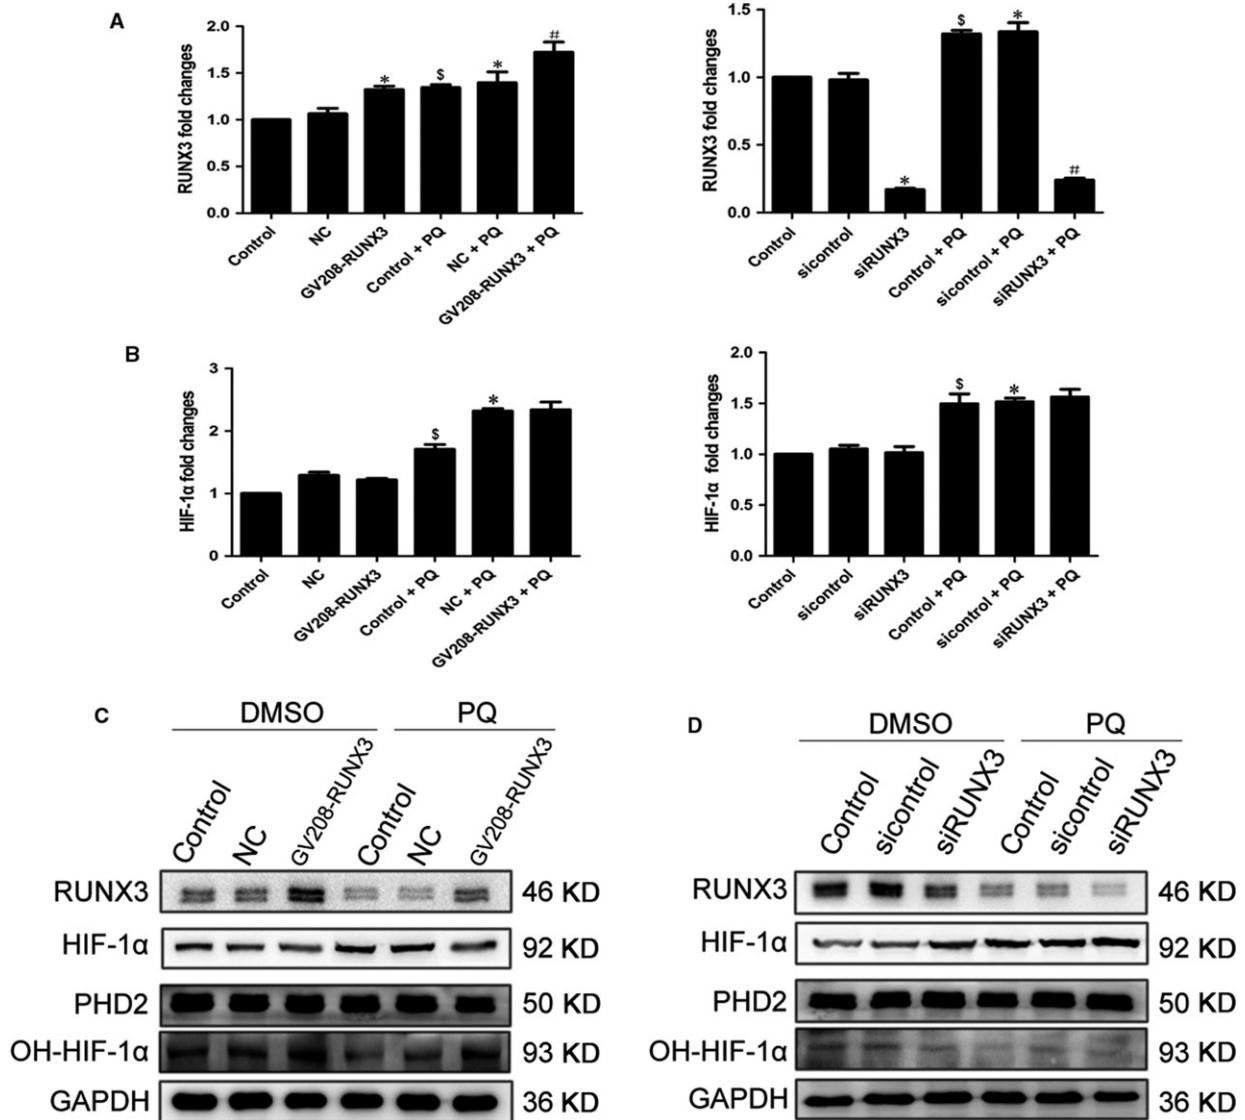 A
RUNX3 fold changes
2.0
1.5
1.0
0.5
0.0
*
$
*
#
Control
NC
GV208-RUNX3
Control + PQ
NC + PQ
GV208-RUNX3 + PQ
RUNX3 fold changes
1.5
1.0
0.5
0.0
*
$
*
#
Control
sicontrol
siRUNX3
Control + PQ
sicontrol + PQ
siRUNX3 + PQ
B
HIF-1α fold changes
3
2
1
0
$
*
Control
NC
GV208-RUNX3
Control + PQ
NC + PQ
GV208-RUNX3 + PQ
HIF-1α fold changes
2.0
1.5
1.0
0.5
0.0
$
*
Control
sicontrol
siRUNX3
Control + PQ
sicontrol + PQ
siRUNX3 + PQ
C
DMSO PQ
Control
NC
GV208-RUNX3
Control
NC
GV208-RUNX3
RUNX3 46 KD
HIF-1α 92 KD
PHD2 50 KD
OH-HIF-1α 93 KD
GAPDH 36 KD
D
DMSO PQ
Control
sicontrol
siRUNX3
Control
sicontrol
siRUNX3
RUNX3 46 KD
HIF-1α 92 KD
PHD2 50 KD
OH-HIF-1α 93 KD
GAPDH 36 KD